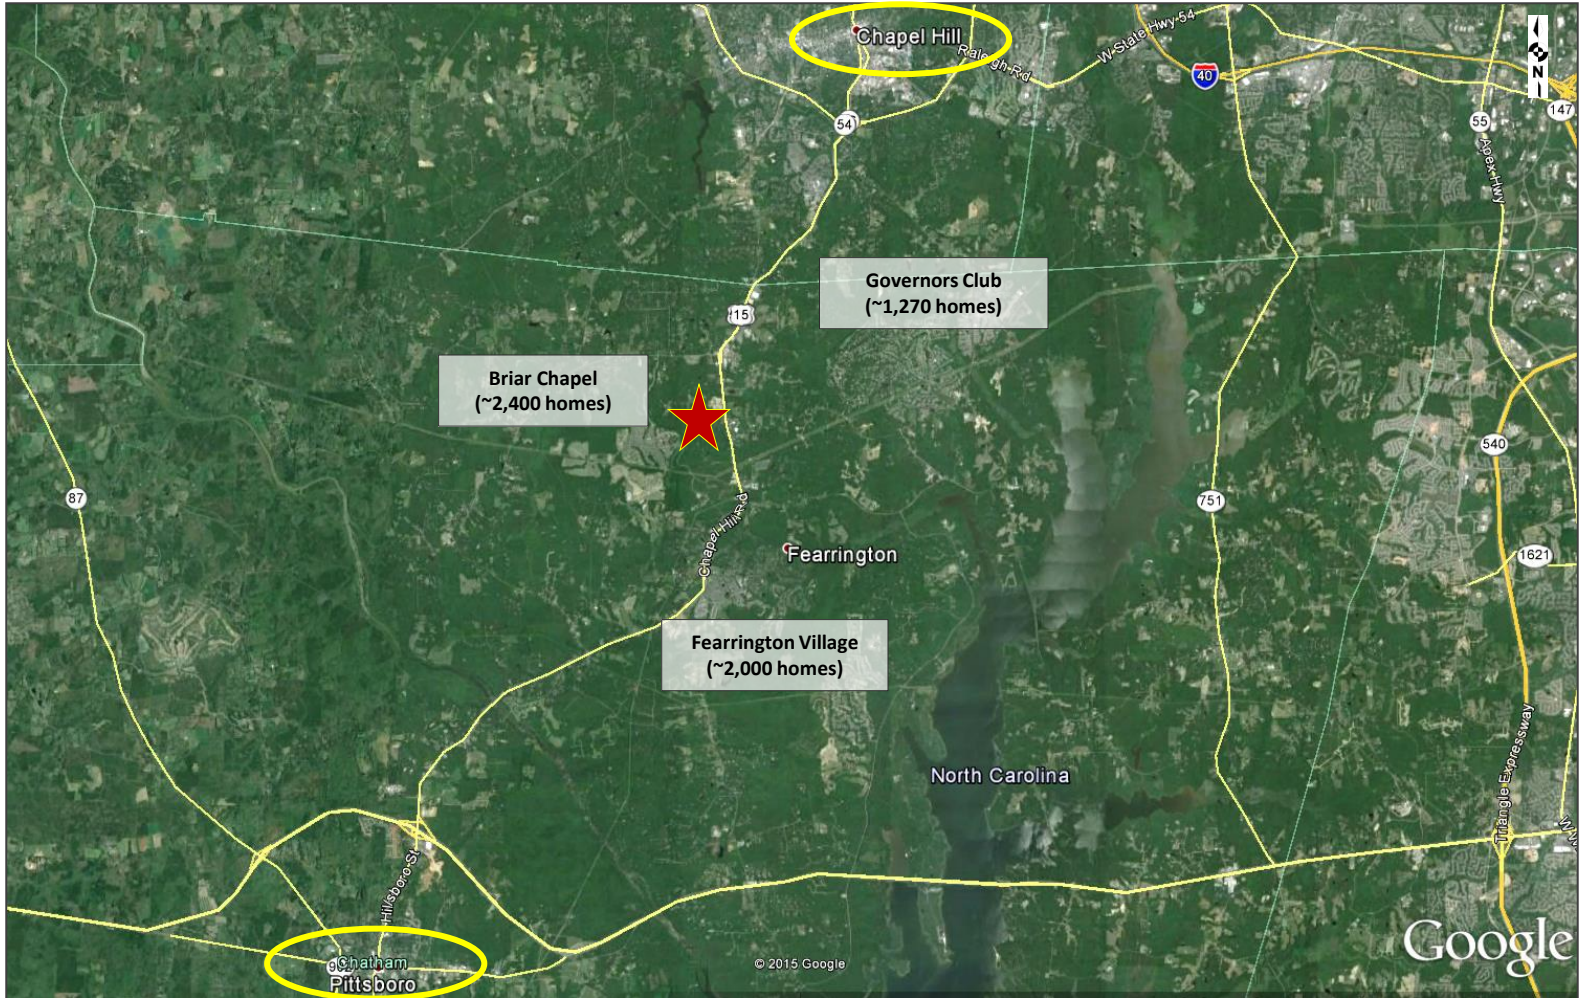 Chapel Hill
Raleigh Rd
W State Hwy 54
40
N
147
55
54
Apex Hwy
Governors Club
(~1,270 homes)
15
Briar Chapel
(~2,400 homes)
540
87
751
Chapel Hill Rd
Fearrington
1621
Fearrington Village
(~2,000 homes)
North Carolina
Triangle Expressway
Hillsboro St
Google
Chatham
Pittsboro
© 2015 Google